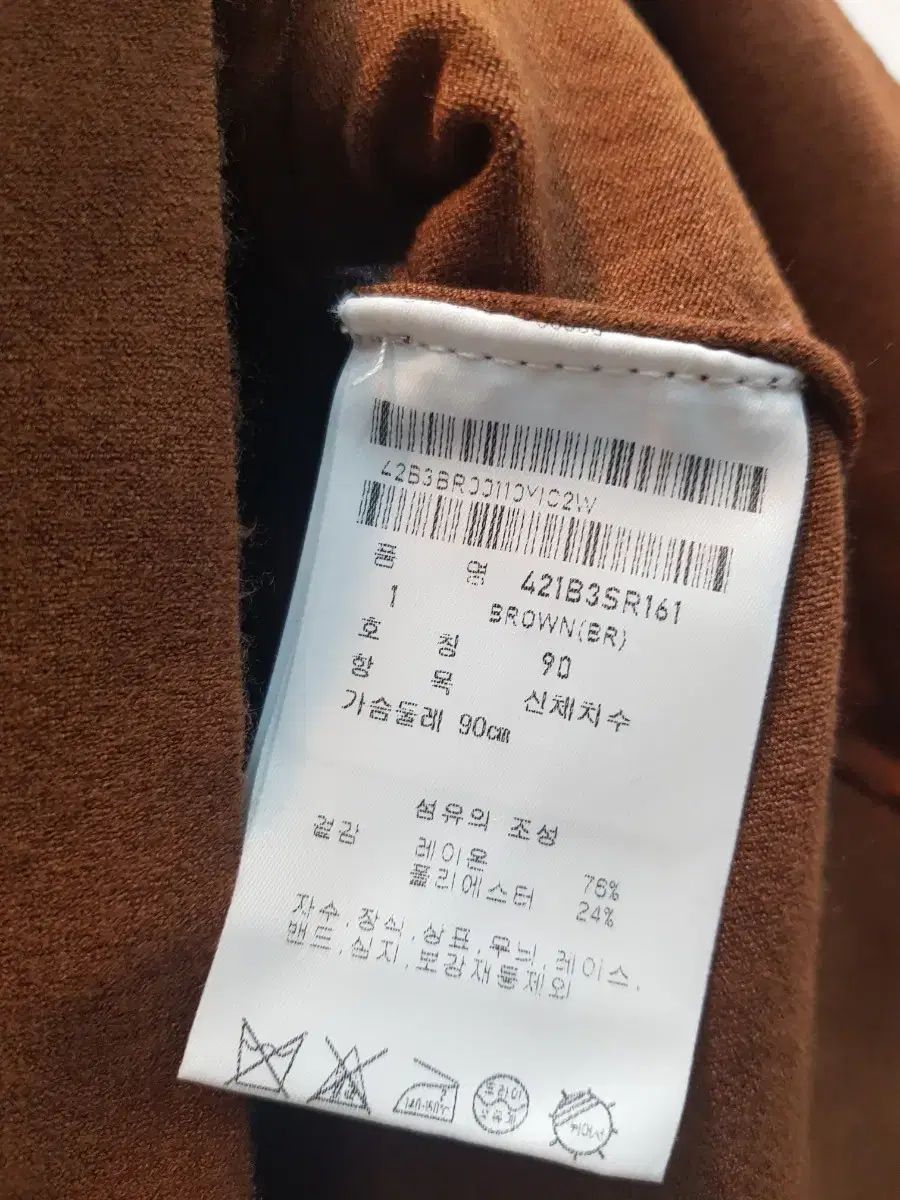 품 명 421B3SR161
1 BROWN(BR)
호 칭 90
항 목 신체치수
가슴둘레 90㎝
섬유의 조성
겉감 레이온 76%
폴리에스터 24%
자수.장식.상표.무늬.레이스.
밴드.심지.보강재등제외
드라이